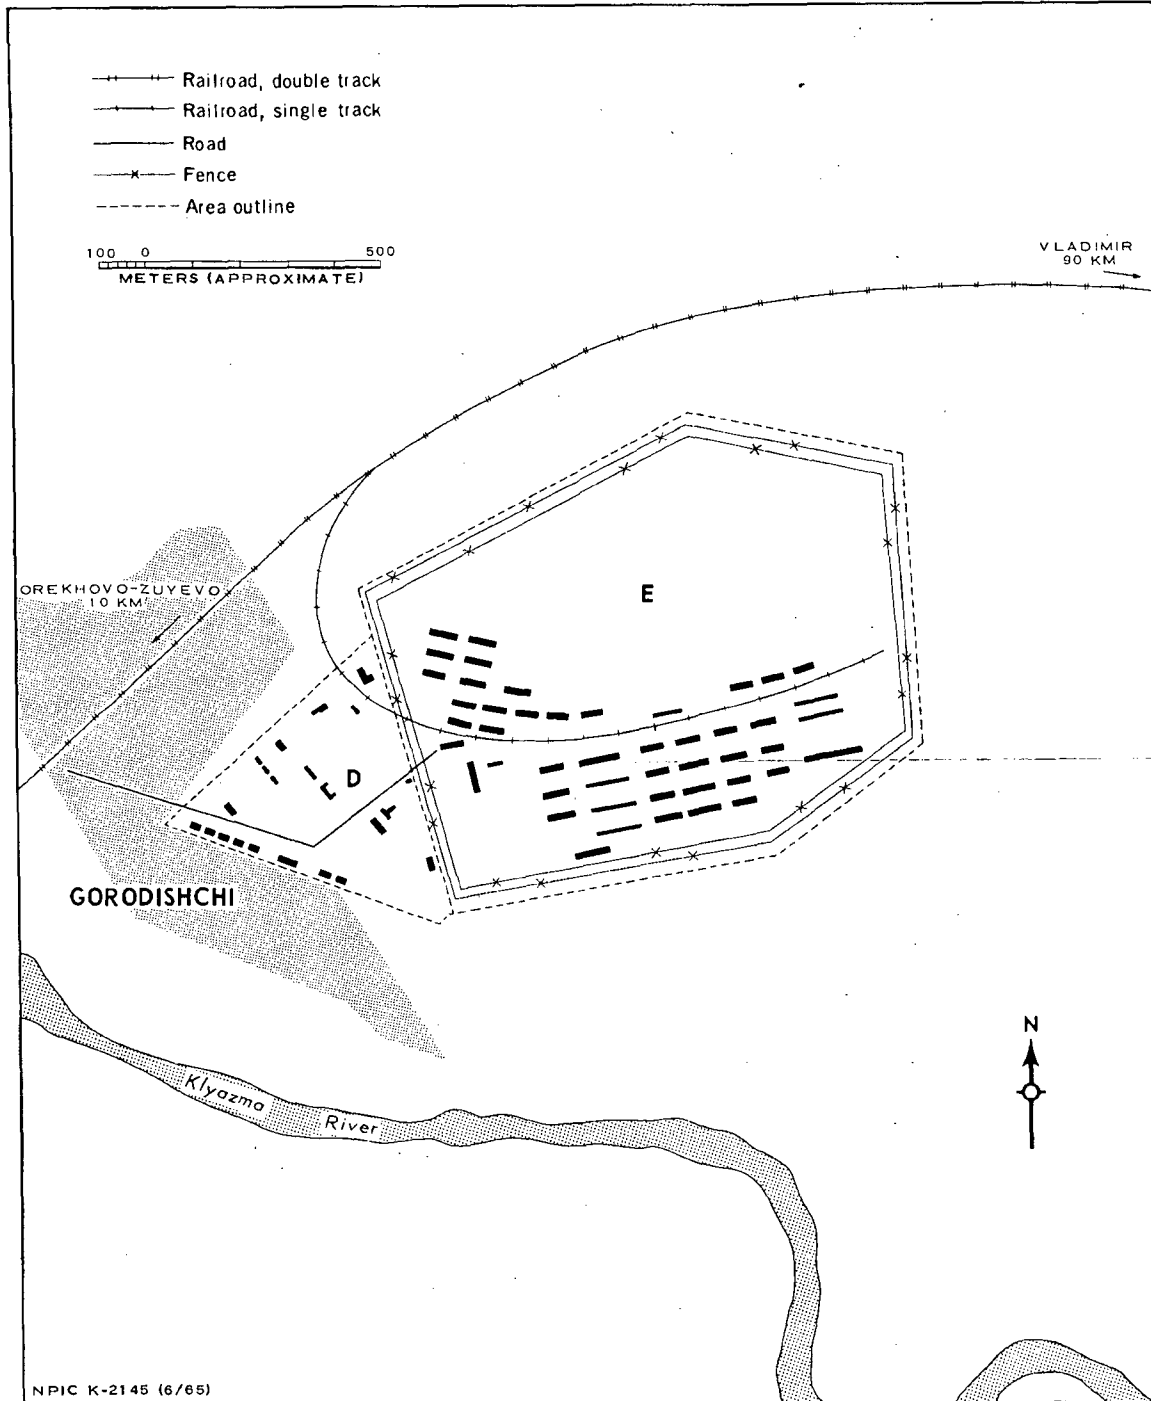 Railroad, double track
Railroad, single track
Road
Fence
Area outline
100 0 500
METERS (APPROXIMATE)
VLADIMIR
90 KM
OREKHOVO-ZUYEVO
10 KM
E
D
GORODISHCHI
N
Klyazma River
NPIC K-2145 (6/65)